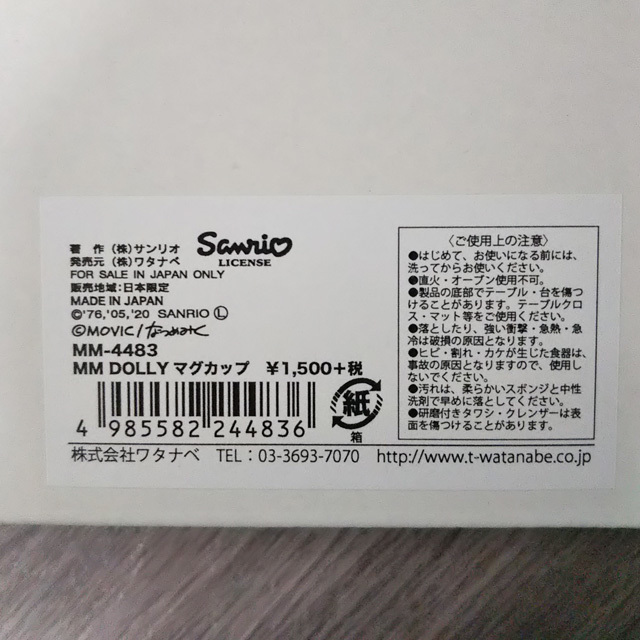 著 作 (株)サンリオ
発売元 (株)ワタナベ
Sanrio
LICENSE
FOR SALE IN JAPAN ONLY
販売地域:日本限定
MADE IN JAPAN
©'76,'05,'20 SANRIO Ⓛ
©MOVIC/なつめみく
MM-4483
MM DOLLY マグカップ ¥1,500+税
4 985582 244836
紙
箱
〈ご使用上の注意〉
●はじめて、お使いになる前には、
洗ってからお使いください。
●直火・オーブン使用不可。
●製品の底部でテーブル・台を傷つ
けることがあります。テーブルクロ
ス・マット等をご使用ください。
●落としたり、強い衝撃・急熱・急
冷は破損の原因となります。
●ヒビ・割れ・カケが生じた食器は、
事故の原因となりますので、使用し
ないでください。
●汚れは、柔らかいスポンジと中性
洗剤で早めに落としてください。
●研磨付きタワシ・クレンザーは表
面を傷つけることがあります。
株式会社ワタナベ TEL:03-3693-7070 http://www.t-watanabe.co.jp